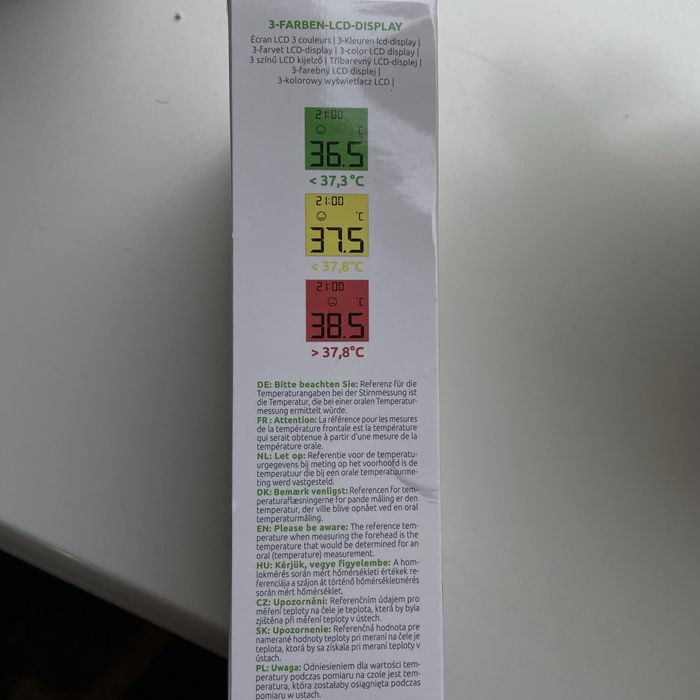 3-FARBEN-LCD-DISPLAY
Écran LCD 3 couleurs | 3-Kleuren lcd-display |
3-farvet LCD-display | 3-color LCD display |
3 színű LCD kijelző | Tříbarevný LCD-displej |
3-farebný LCD displej |
3-kolorowy wyświetlacz LCD |
21:00
°C
36.5
< 37,3°C
21:00
°C
37.5
< 37,8°C
21:00
°C
38.5
> 37,8°C
DE: Bitte beachten Sie: Referenz für die
Temperaturangaben bei der Stirnmessung ist
die Temperatur, die bei einer oralen Temperatur-
messung ermittelt würde.
FR : Attention: La référence pour les mesures
de la température frontale est la température
qui serait obtenue à partir d'une mesure de la
température orale.
NL: Let op: Referentie voor de temperatu-
urgegevens bij meting op het voorhoofd is de
temperatuur die bij een orale temperatuurme-
ting werd vastgesteld.
DK: Bemærk venligst: Referencen for tem-
peraturaflæsningerne for pande måling er den
temperatur, der ville blive opnået ved en oral
temperaturmåling.
EN: Please be aware: The reference tem-
perature when measuring the forehead is the
temperature that would be determined for an
oral (temperature) measurement.
HU: Kérjük, vegye figyelembe: A hom-
lokmérés során mért hőmérsékleti értékek re-
ferenciája a szájon át történő hőmérsékletmérés
során mért hőmérséklet.
CZ: Upozornění: Referenčním údajem pro
měření teploty na čele je teplota, která by byla
zjištěna při měření teploty v ústech.
SK: Upozornenie: Referenčná hodnota pre
namerané hodnoty teploty pri meraní na čele je
teplota, ktorá by sa získala pri meraní teploty v
ústach.
PL: Uwaga: Odniesieniem dla wartości tem-
peratury podczas pomiaru na czole jest tem-
peratura, która zostałaby osiągnięta podczas
pomiaru w ustach.